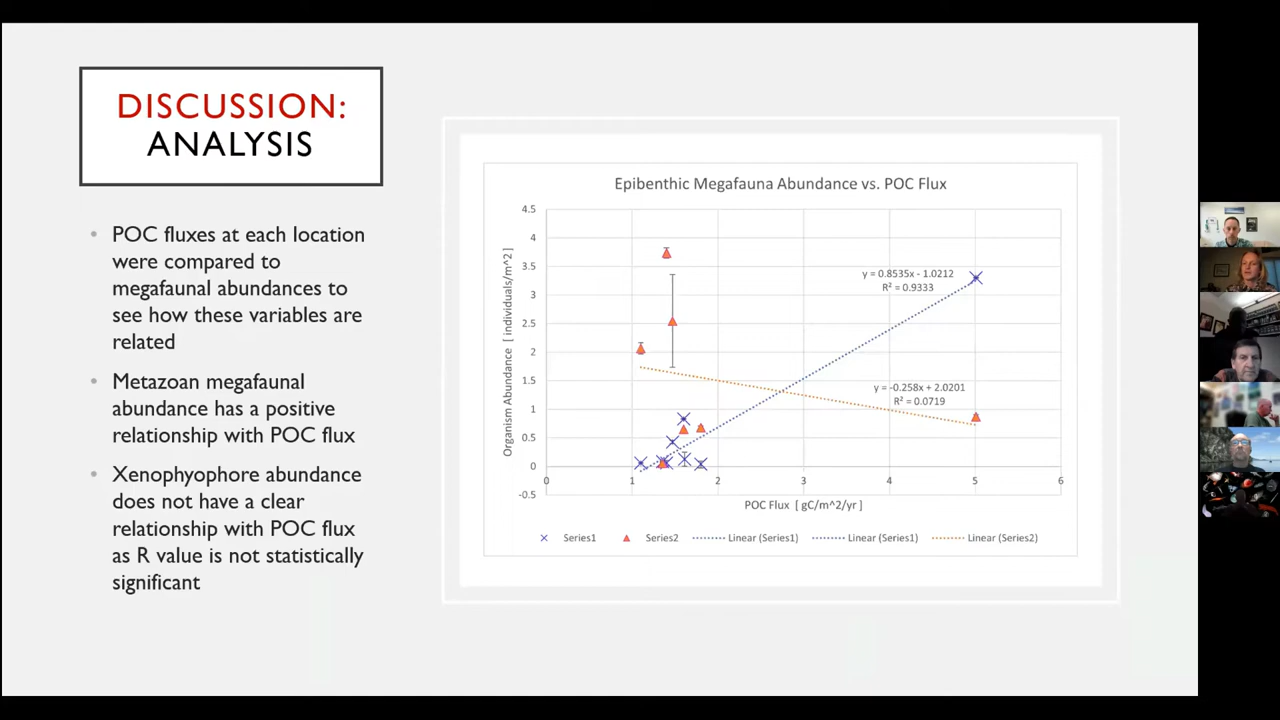 DISCUSSION:
ANALYSIS
• POC fluxes at each location
were compared to
megafaunal abundances to
see how these variables are
related
• Metazoan megafaunal
abundance has a positive
relationship with POC flux
• Xenophyophore abundance
does not have a clear
relationship with POC flux
as R value is not statistically
significant
Epibenthic Megafauna Abundance vs. POC Flux
Organism Abundance [ individuals/m^2 ]
4.5
4
3.5
3
2.5
2
1.5
1
0.5
0
-0.5
y = 0.8535x - 1.0212
R² = 0.9333
y = -0.258x + 2.0201
R² = 0.0719
0 1 2 3 4 5 6
POC Flux [ gC/m^2/yr ]
Series1 Series2 Linear (Series1) Linear (Series1) Linear (Series2)